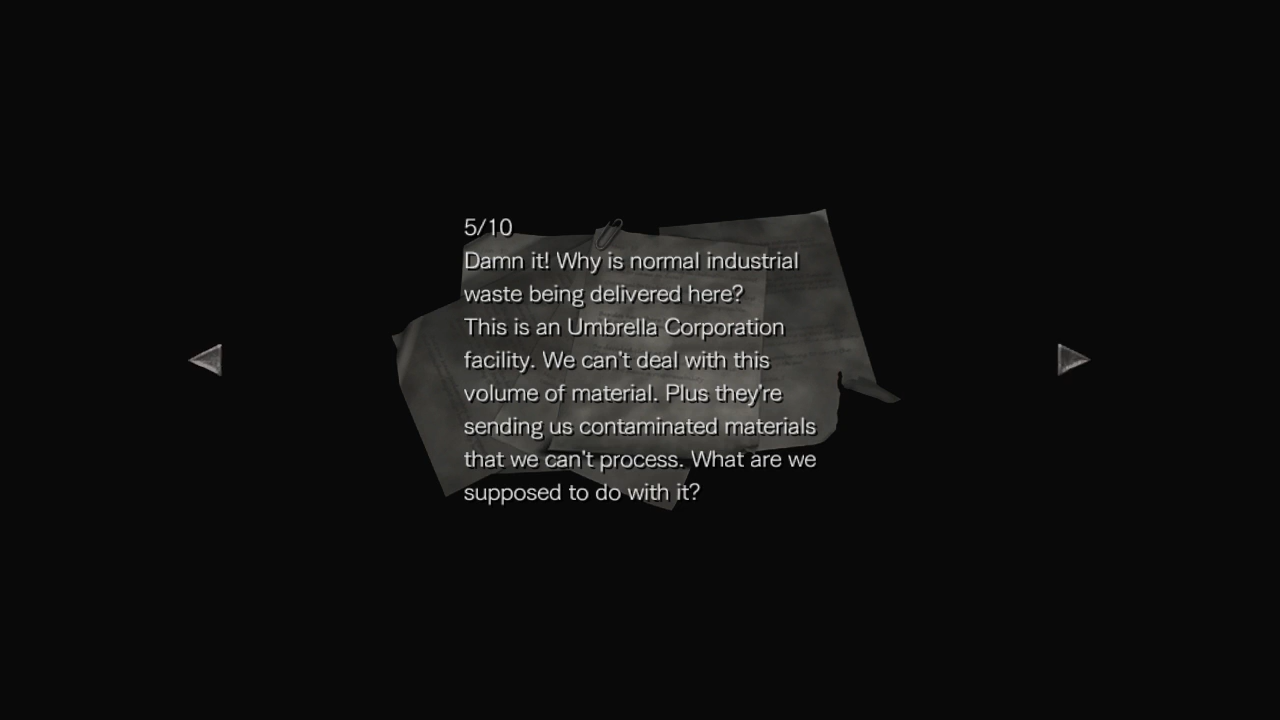 5/10
Damn it! Why is normal industrial
waste being delivered here?
This is an Umbrella Corporation
facility. We can't deal with this
volume of material. Plus they're
sending us contaminated materials
that we can't process. What are we
supposed to do with it?